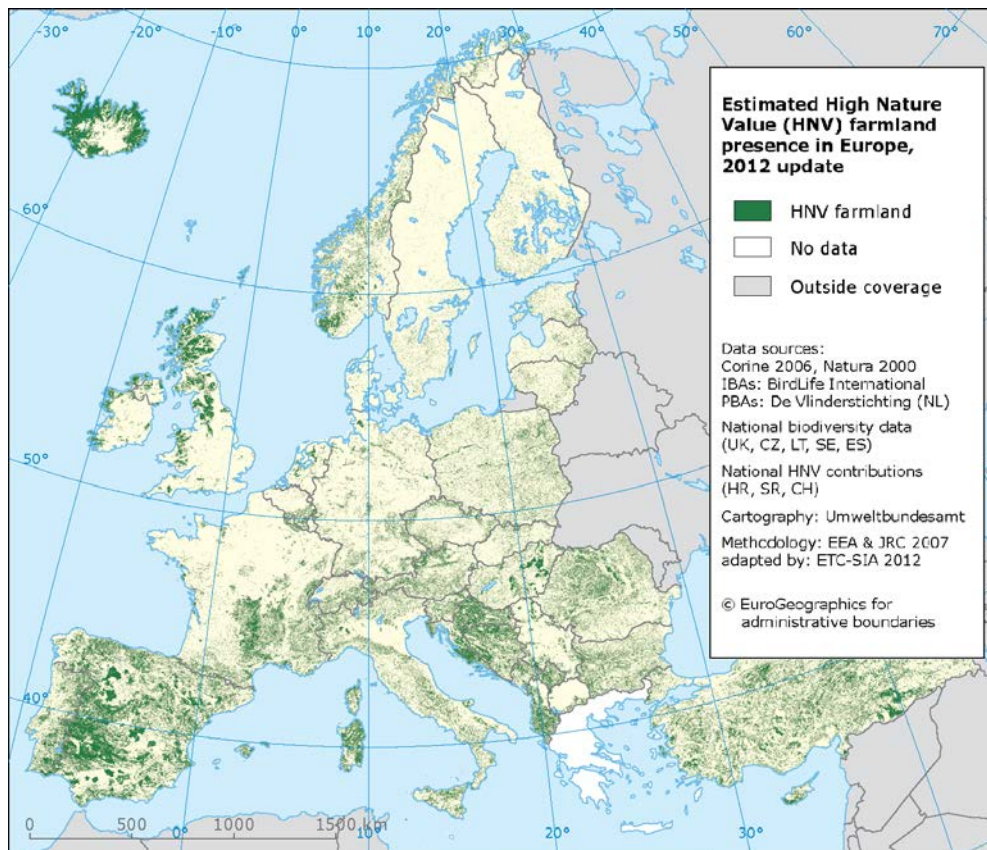 -30°
-20°
-10°
0°
10°
20°
30°
40°
50°
60°
70°
60°
50°
40°
Estimated High Nature
Value (HNV) farmland
presence in Europe,
2012 update
HNV farmland
No data
Outside coverage
Data sources:
Corine 2006, Natura 2000
IBAs: BirdLife International
PBAs: De Vlinderstichting (NL)
National biodiversity data
(UK, CZ, LT, SE, ES)
National HNV contributions
(HR, SR, CH)
Cartography: Umweltbundesamt
Methodology: EEA & JRC 2007
adapted by: ETC-SIA 2012
© EuroGeographics for
administrative boundaries
0 500 1000 1500 km
0° 10° 20° 30°